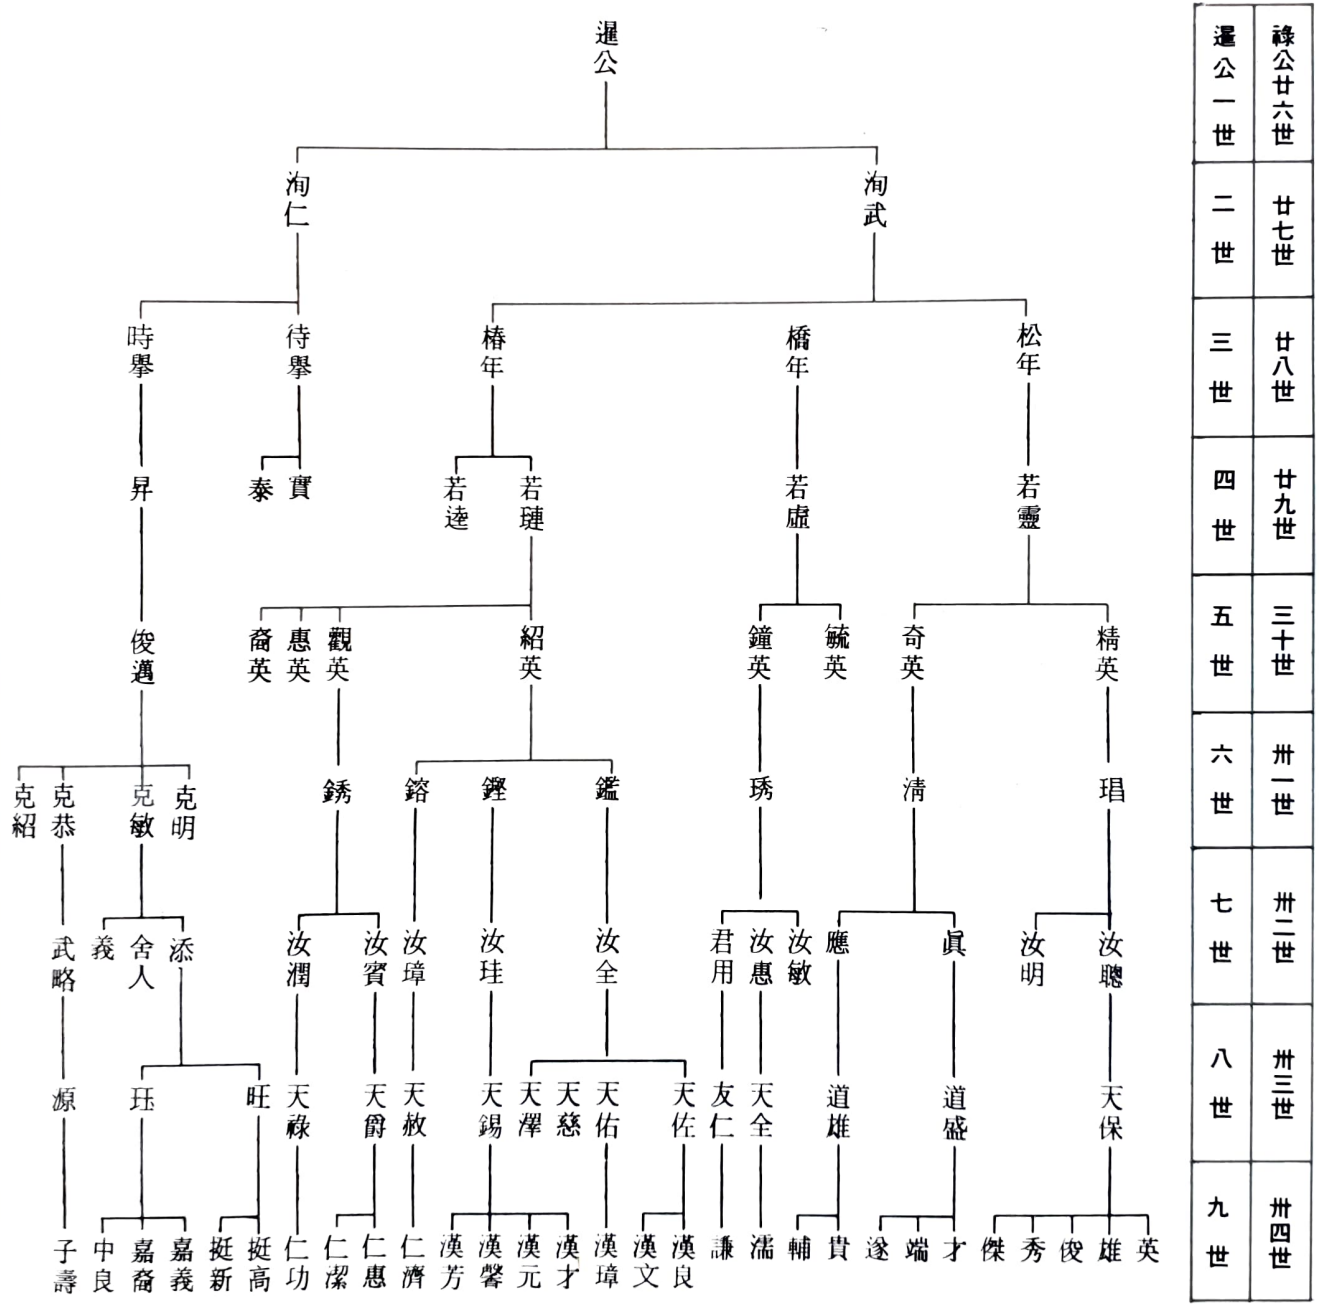 祿公廿六世
暹公一世
暹公
廿七世
二世
洵武
洵仁
廿八世
三世
松年
橋年
椿年
待舉
時舉
廿九世
四世
若靈
若虛
若璉
若逵
實
泰
昇
三十世
五世
精英
奇英
毓英
鐘英
紹英
觀英
惠英
裔英
俊邁
卅一世
六世
琩
清
琇
鑑
鏗
鎔
銹
克明
克敏
克恭
克紹
卅二世
七世
汝聰
汝明
眞
應
汝敏
汝惠
君用
汝全
汝珪
汝璋
汝賓
汝潤
添
舍人
義
武略
卅三世
八世
天保
道盛
道雄
天全
友仁
天佐
天佑
天慈
天澤
天錫
天赦
天爵
天祿
旺
珏
源
卅四世
九世
英
雄
俊
秀
傑
才
端
遂
貴
輔
濡
謙
漢良
漢文
漢璋
漢才
漢元
漢馨
漢芳
仁濟
仁惠
仁潔
仁功
挺高
挺新
嘉義
嘉裔
中良
子壽